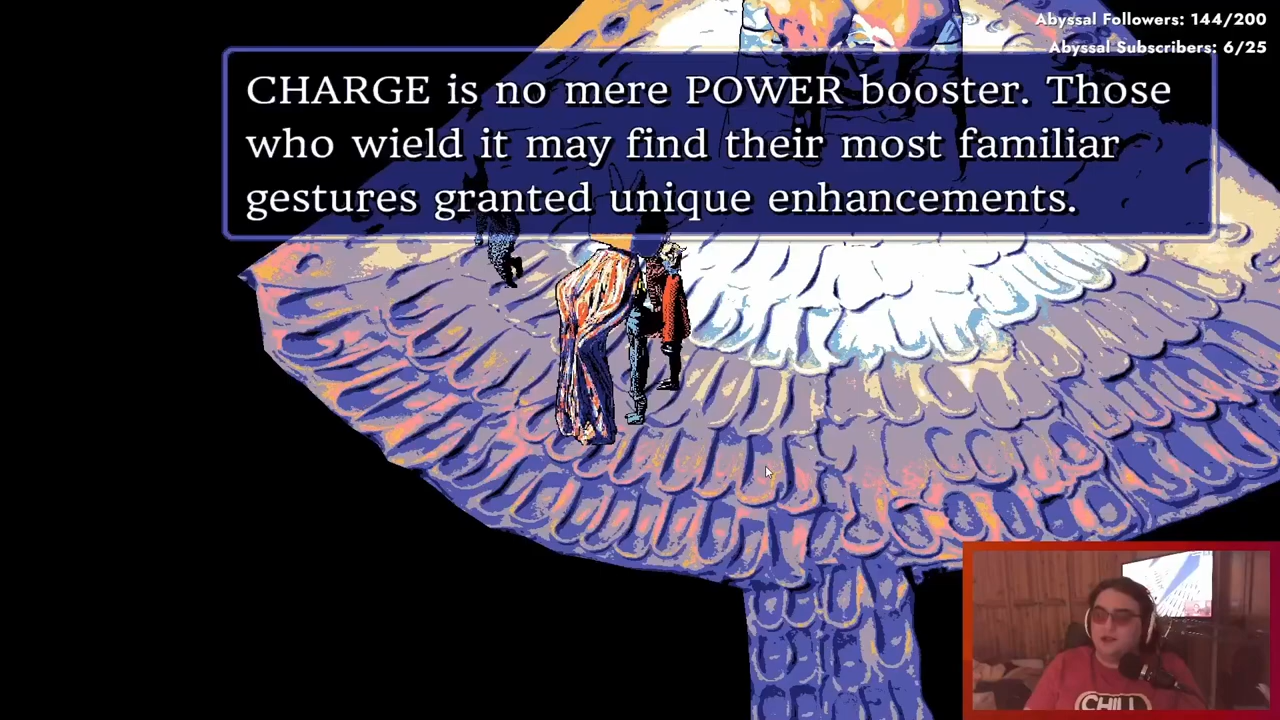 Abyssal Followers: 144/200
Abyssal Subscribers: 6/25
CHARGE is no mere POWER booster. Those
who wield it may find their most familiar
gestures granted unique enhancements.
CHILL